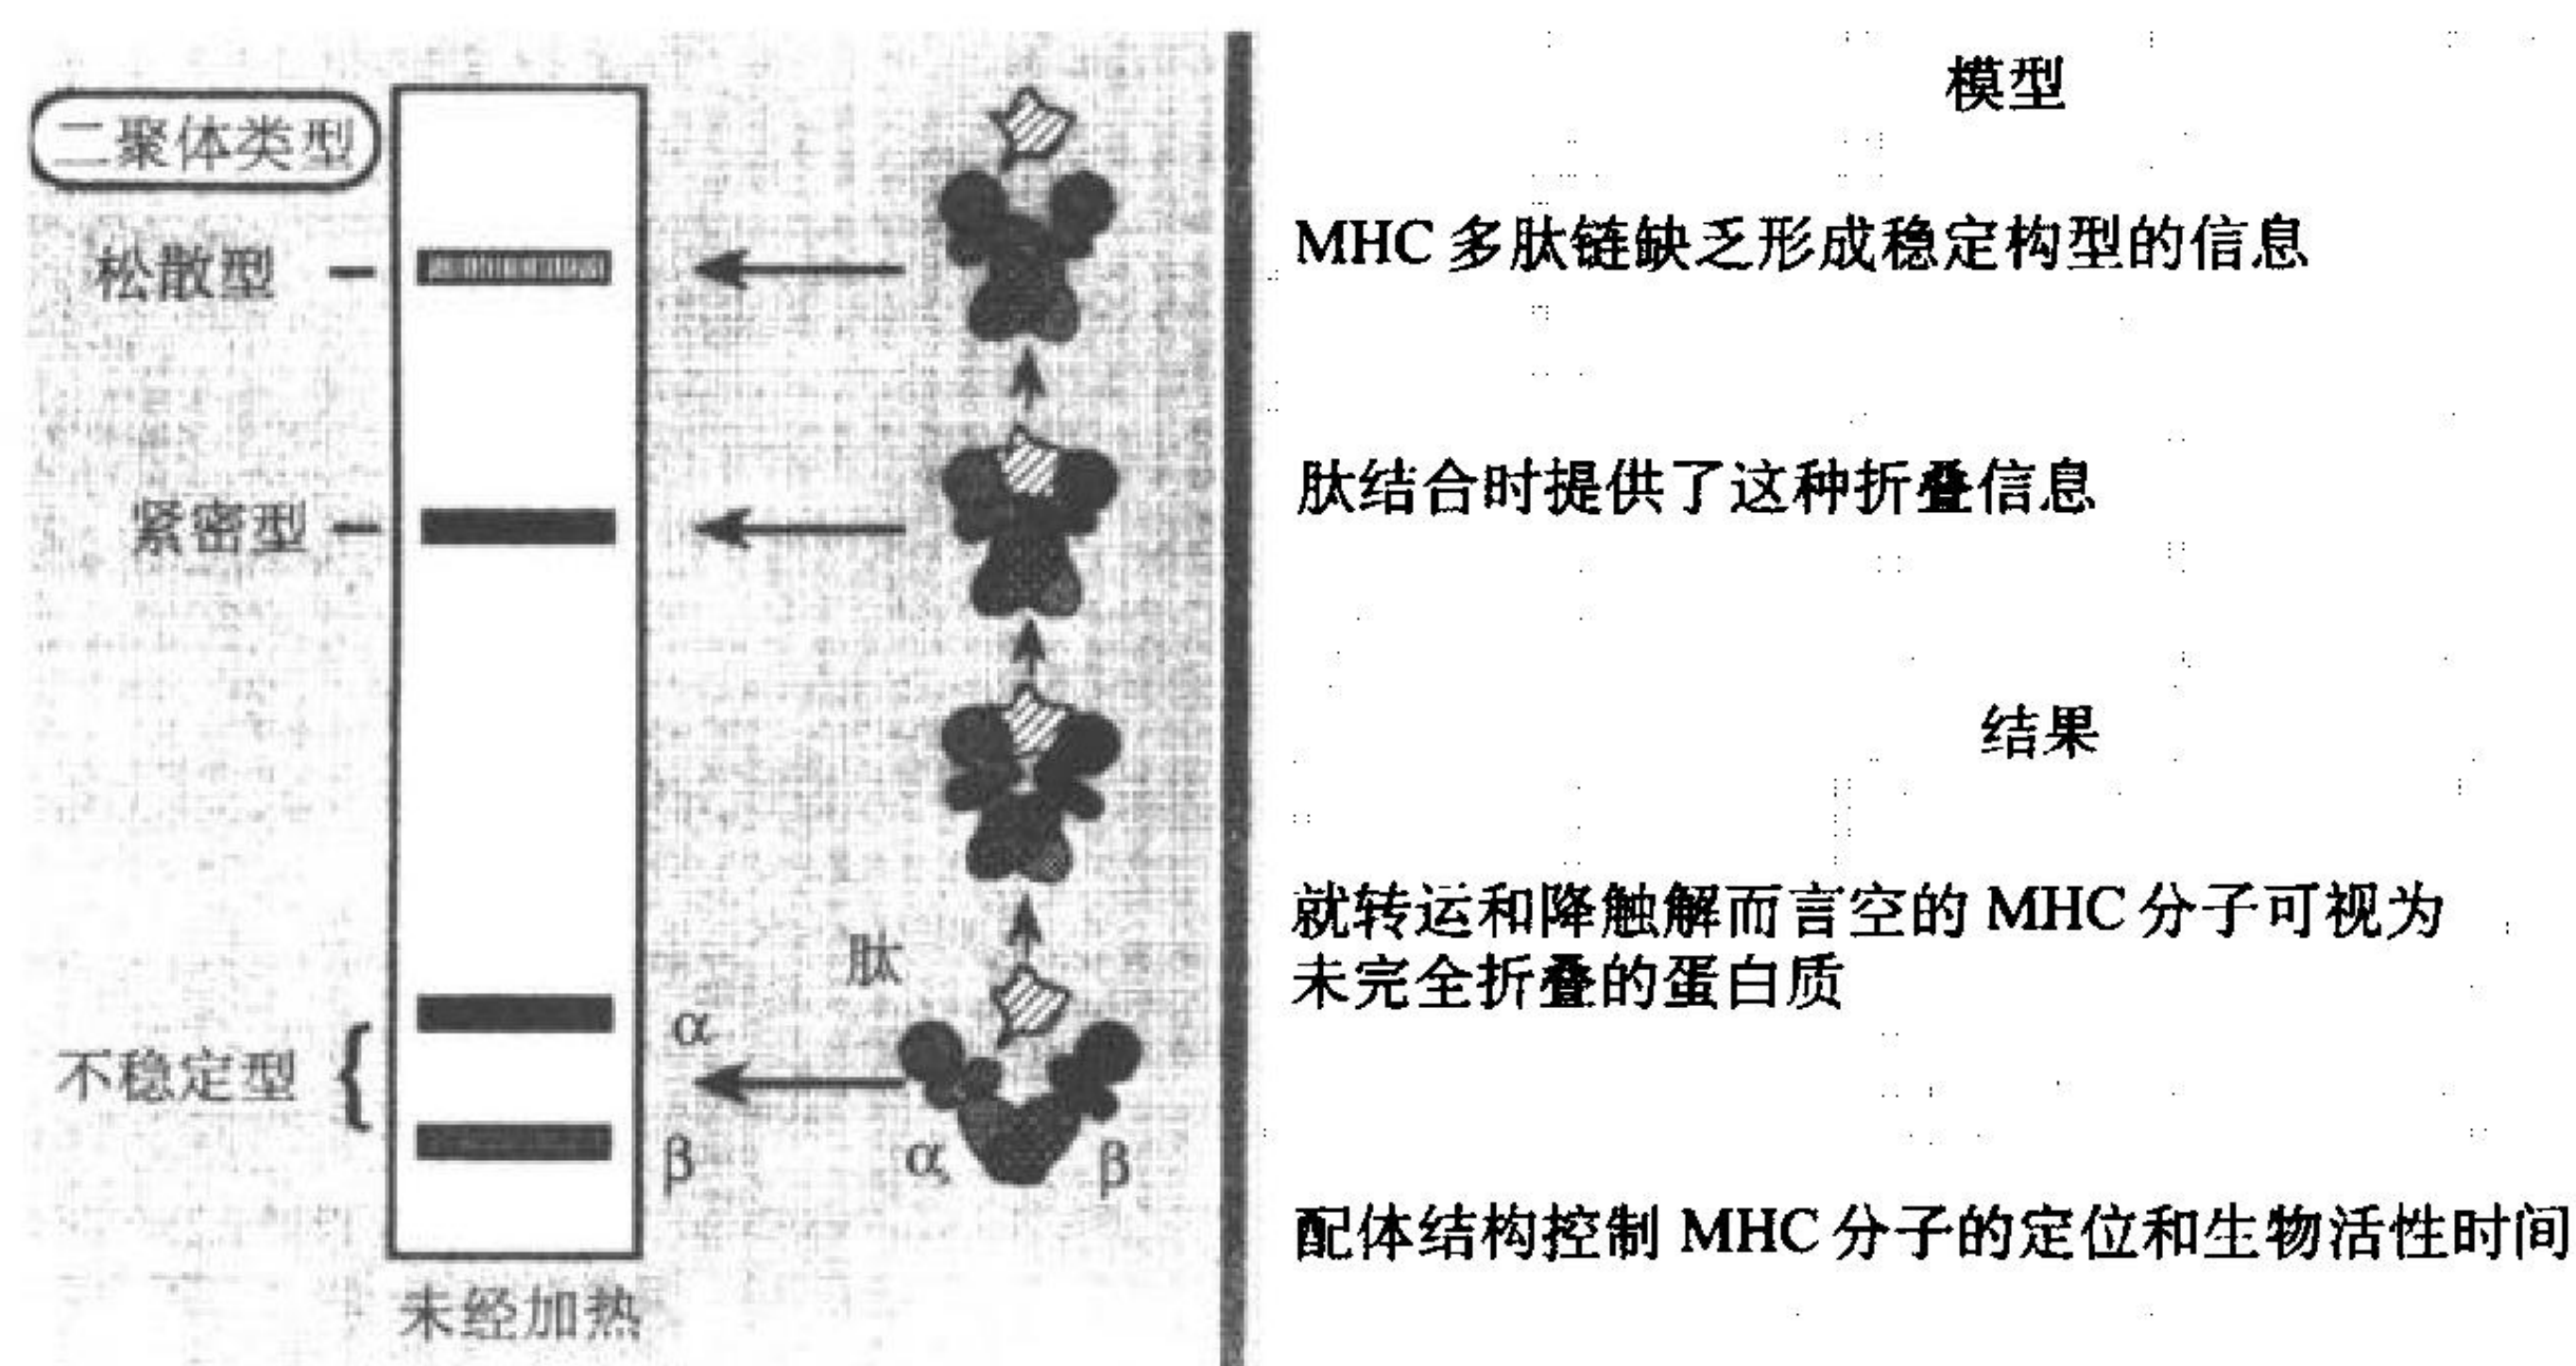 二聚体类型
松散型
紧密型
不稳定型
肽
α
β
α
β
未经加热
模型
MHC 多肽链缺乏形成稳定构型的信息
肽结合时提供了这种折叠信息
结果
就转运和降触解而言空的 MHC 分子可视为
未完全折叠的蛋白质
配体结构控制 MHC 分子的定位和生物活性时间